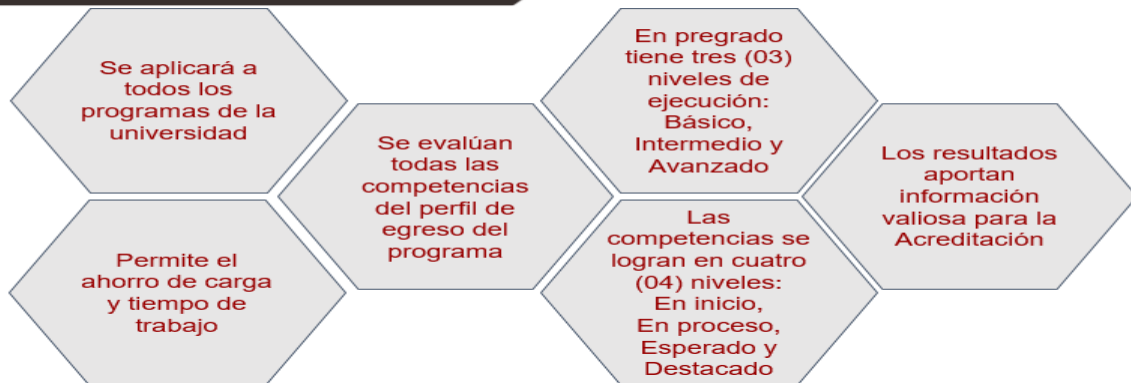 Se aplicará a
todos los
programas de la
universidad
Permite el
ahorro de carga
y tiempo de
trabajo
Se evalúan
todas las
competencias
del perfil de
egreso del
programa
En pregrado
tiene tres (03)
niveles de
ejecución:
Básico,
Intermedio y
Avanzado
Las
competencias se
logran en cuatro
(04) niveles:
En inicio,
En proceso,
Esperado y
Destacado
Los resultados
aportan
información
valiosa para la
Acreditación